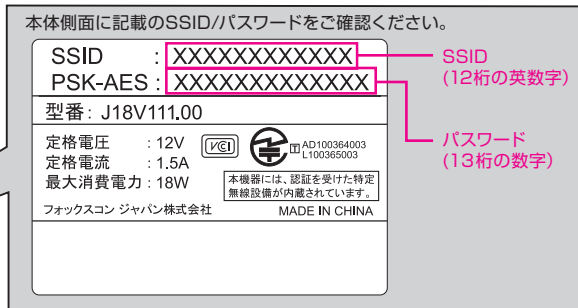 本体側面に記載のSSID/パスワードをご確認ください。
SSID : XXXXXXXXXXXX
PSK-AES : XXXXXXXXXXXXX
SSID
(12桁の英数字)
パスワード
(13桁の数字)
型番: J18V111.00
定格電圧 : 12V
定格電流 : 1.5A
最大消費電力 : 18W
VCI
T AD100364003
L100365003
本機器には、認証を受けた特定
無線設備が内蔵されています。
フォックスコン ジャパン株式会社 MADE IN CHINA